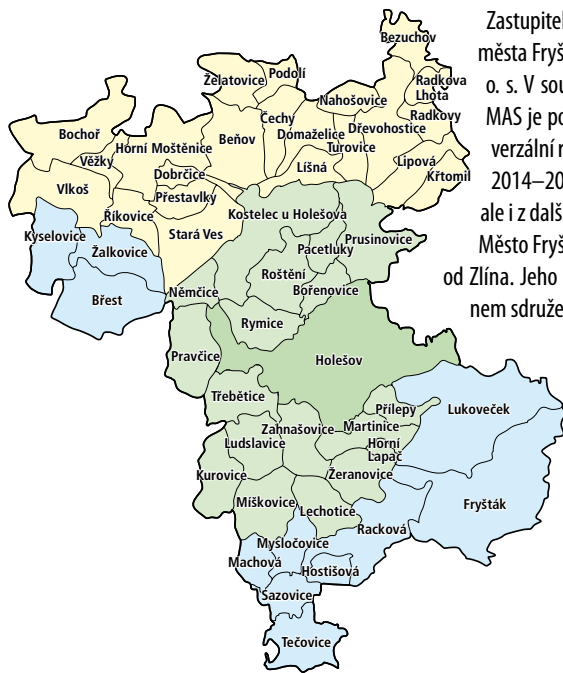 Zastupitel
města Fryš
o. s. V sou
MAS je po
verzální r
2014–20
ale i z dalš
Město Fryš
od Zlína. Jeho
nem sdruže
Bezuchov
Podolí
Želatovice
Radkova
Lhota
Nahošovice
Radkovy
Čechy
Dřevohostice
Bochoř
Horní Moštěnice
Beňov
Domaželice
Turovice
Věžky
Líšná
Lipová
Dobrčice
Křtomil
Vlkoš
Přestavlky
Říkovice
Kostelec u Holešova
Stará Ves
Kyselovice
Prusinovice
Žalkovice
Pacetluky
Roštění
Břest
Němčice
Bořenovice
Rymice
Pravčice
Holešov
Třebětice
Přílepy
Lukoveček
Zahnašovice
Martinice
Ludslavice
Horní
Lapač
Kurovice
Žeranovice
Míškovice
Fryšták
Lechotice
Racková
Mysločovice
Machová
Hostišová
Sazovice
Tečovice